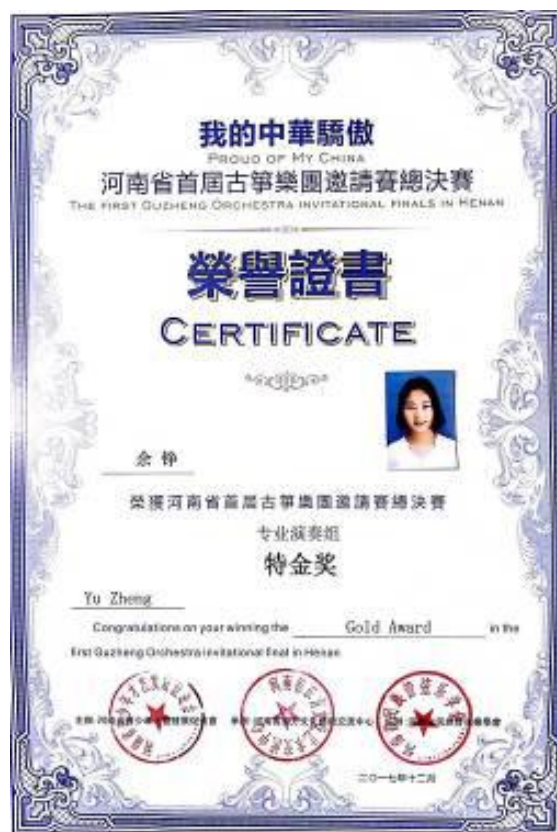 我的中華驕傲
PROUD OF MY CHINA
河南省首屆古箏樂團邀請賽總決賽
THE FIRST GUZHENG ORCHESTRA INVITATIONAL FINALS IN HENAN
榮譽證書
CERTIFICATE
余铮
榮獲河南省首屆古箏樂團邀請賽總決賽
专业演奏组
特金奖
Yu Zheng
Congratulations on your winning the Gold Award in the
first Guzheng Orchestra invitational final in Henan
二〇一七年十二月